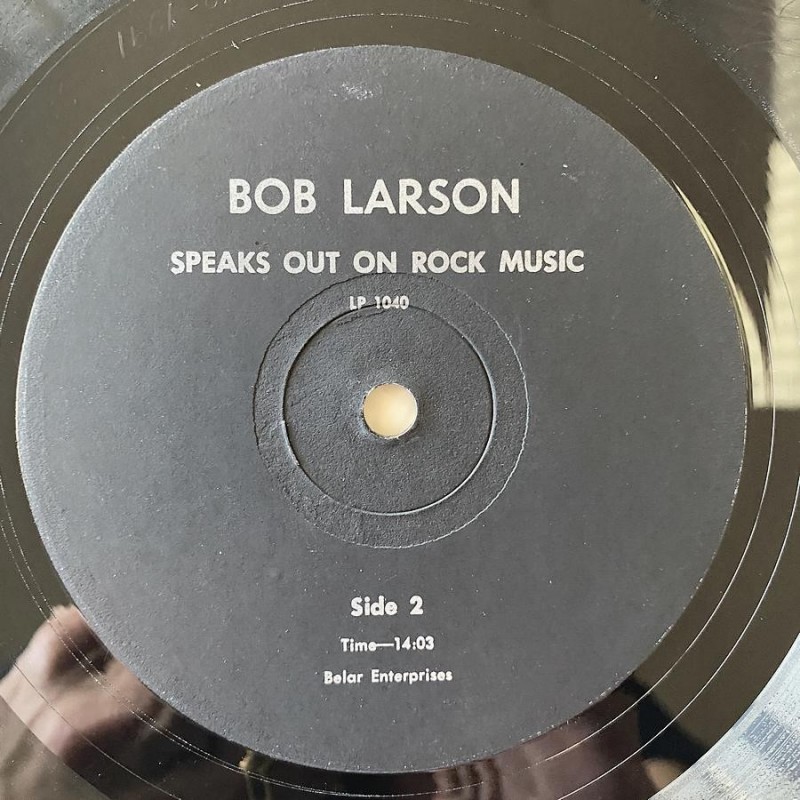 BOB LARSON
SPEAKS OUT ON ROCK MUSIC
LP 1040
Side 2
Time—14:03
Belar Enterprises